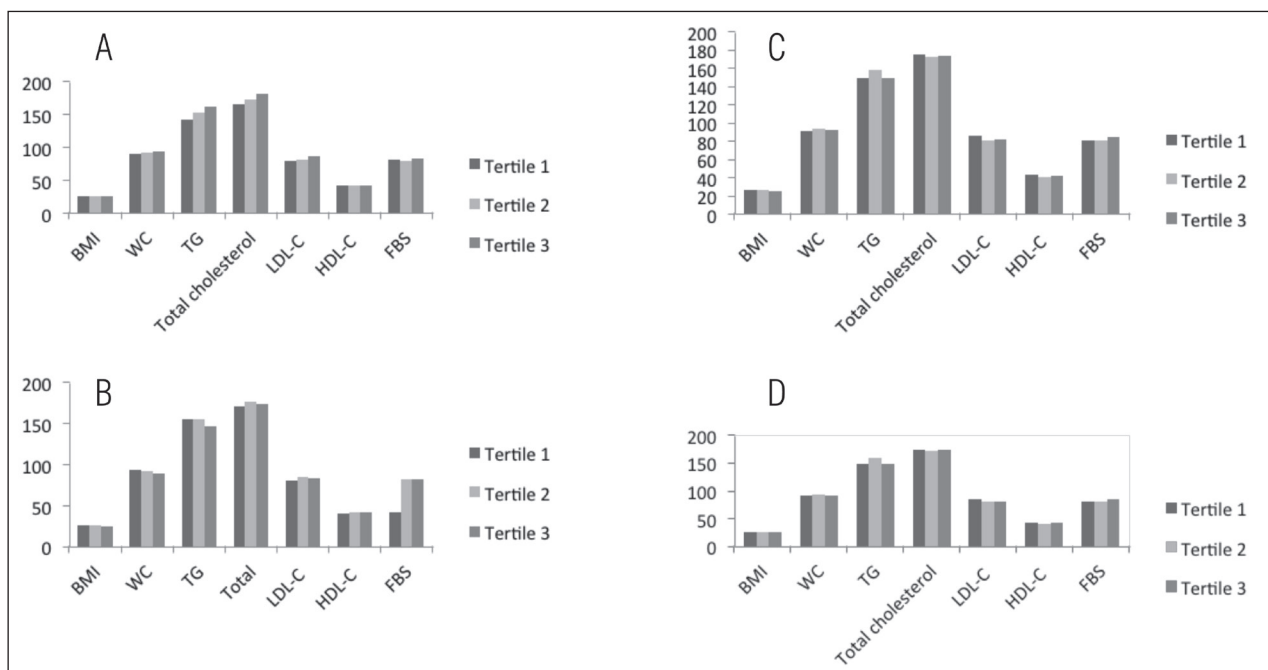 A
200
150
100
50
0
BMI
WC
TG
Total cholesterol
LDL-C
HDL-C
FBS
Tertile 1
Tertile 2
Tertile 3
C
200
180
160
140
120
100
80
60
40
20
0
BMI
WC
TG
Total cholesterol
LDL-C
HDL-C
FBS
Tertile 1
Tertile 2
Tertile 3
B
200
150
100
50
0
BMI
WC
TG
Total
LDL-C
HDL-C
FBS
Tertile 1
Tertile 2
Tertile 3
D
200
150
100
50
0
BMI
WC
TG
Total cholesterol
LDL-C
HDL-C
FBS
Tertile 1
Tertile 2
Tertile 3